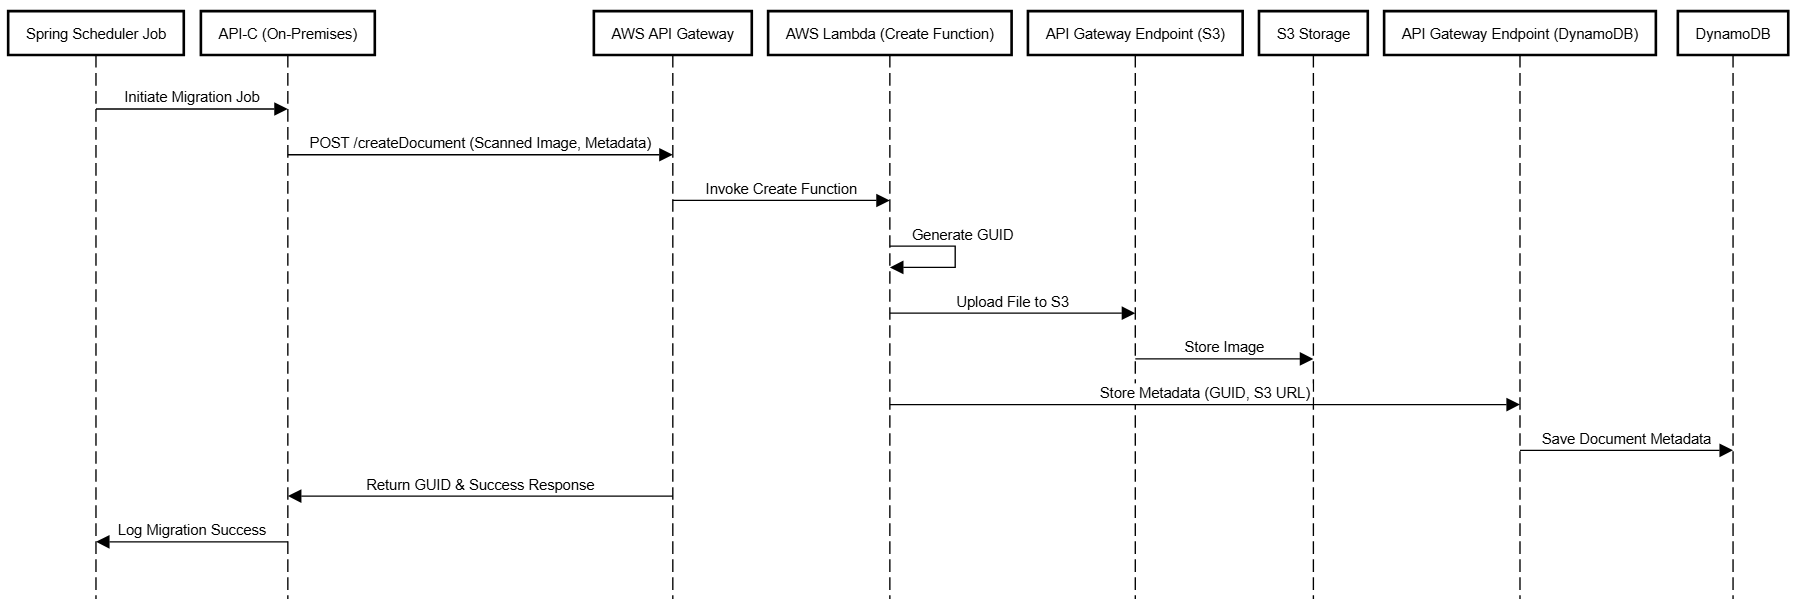 Spring Scheduler Job
API-C (On-Premises)
AWS API Gateway
AWS Lambda (Create Function)
API Gateway Endpoint (S3)
S3 Storage
API Gateway Endpoint (DynamoDB)
DynamoDB
Initiate Migration Job
POST /createDocument (Scanned Image, Metadata)
Invoke Create Function
Generate GUID
Upload File to S3
Store Image
Store Metadata (GUID, S3 URL)
Save Document Metadata
Return GUID & Success Response
Log Migration Success